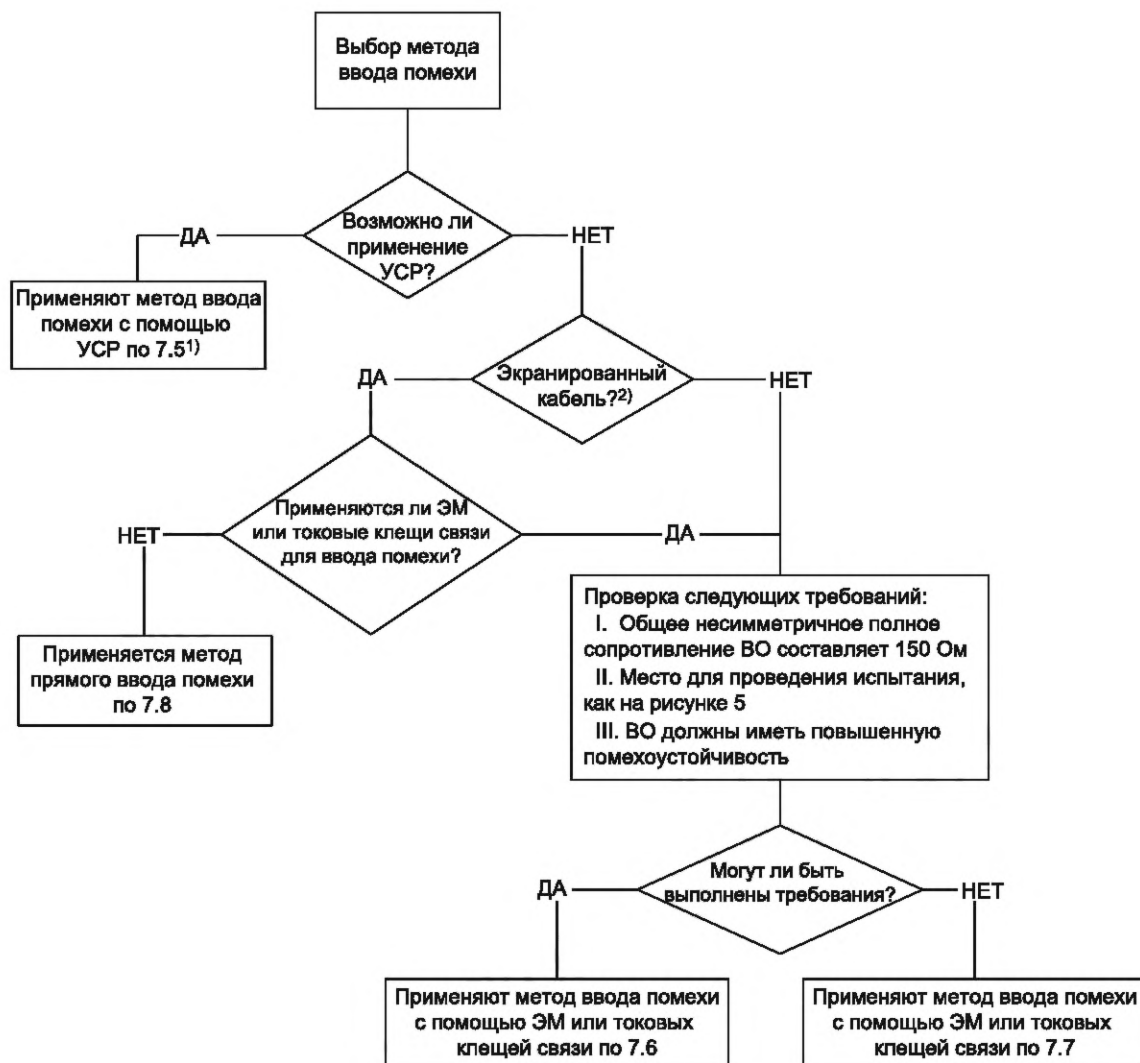 Выбор метода
ввода помехи
Возможно ли
применение
УСР?
ДА
НЕТ
Применяют метод ввода
помехи с помощью
УСР по 7.5¹⁾
Экранированный
кабель?²⁾
ДА
НЕТ
Применяются ли ЭМ
или токовые клещи связи
для ввода помехи?
НЕТ
ДА
Применяется метод
прямого ввода помехи
по 7.8
Проверка следующих требований:
I. Общее несимметричное полное
сопротивление ВО составляет 150 Ом
II. Место для проведения испытания,
как на рисунке 5
III. ВО должны иметь повышенную
помехоустойчивость
Могут ли быть
выполнены требования?
ДА
НЕТ
Применяют метод ввода помехи
с помощью ЭМ или токовых
клещей связи по 7.6
Применяют метод ввода помехи
с помощью ЭМ или токовых
клещей связи по 7.7